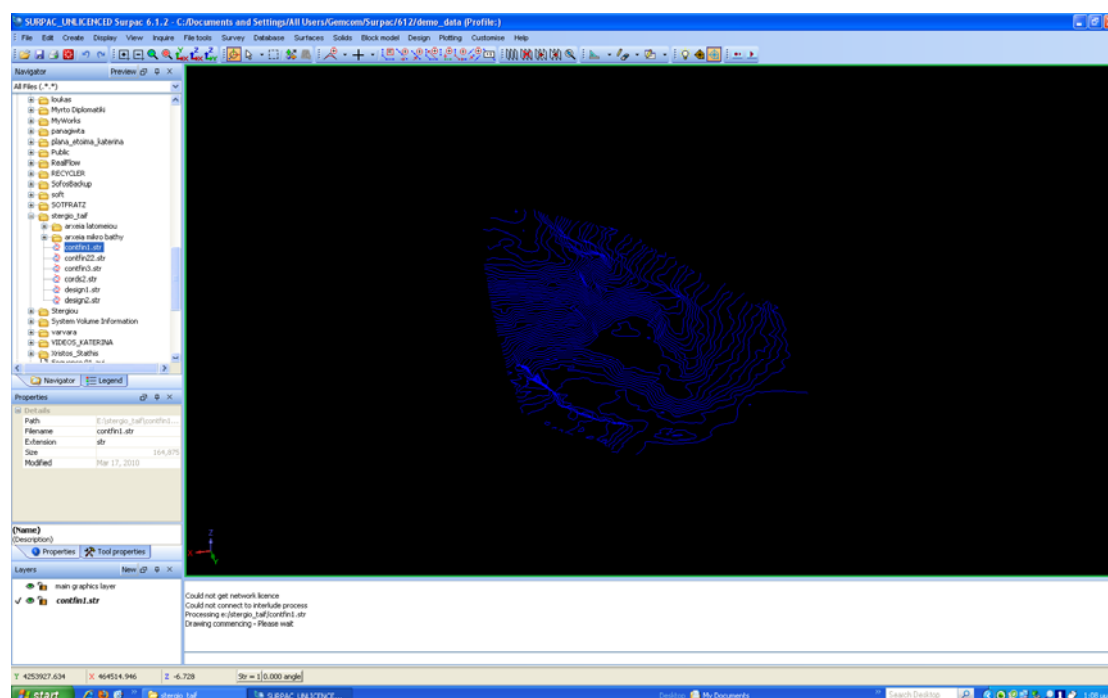 SURPAC_UNLICENCED Surpac 6.1.2 - C:/Documents and Settings/All Users/Gemcom/Surpac/612/demo_data (Profile:)
File Edit Create Display View Inquire File tools Survey Database Surfaces Solids Block model Design Plotting Customise Help
Navigator Preview
All Files (.*.*)
loukas
Myrto Diplomatiki
MyWorks
panagiwta
plana_etoima_katerina
Public
RealFlow
RECYCLER
SofosBackup
soft
SOTPRATZ
stergio_taif
arxeia latomeiou
arxeia mikro bathy
contfin1.str
contfin22.str
contfin3.str
cords2.str
design1.str
design2.str
Stergiou
System Volume Information
varvara
VIDEOS_KATERINA
Xristos_Stathis
Navigator Legend
Properties
Details
Path E:/stergio_taif/contfin1...
Filename contfin1.str
Extension str
Size 164,875
Modified Mar 17, 2010
(Name)
(Description)
Properties Tool properties
Layers New
main graphics layer
contfin1.str
Z
X
Y
Could not get network licence
Could not connect to interlude process
Processing e:/stergio_taif/contfin1.str
Drawing commencing - Please wait
Y 4253927.634 X 464514.946 Z -6.728 Str = 1 0.000 angle
start stergio_taif SURPAC_UNLICENCE... Desktop My Documents Search Desktop 1:08 μμ